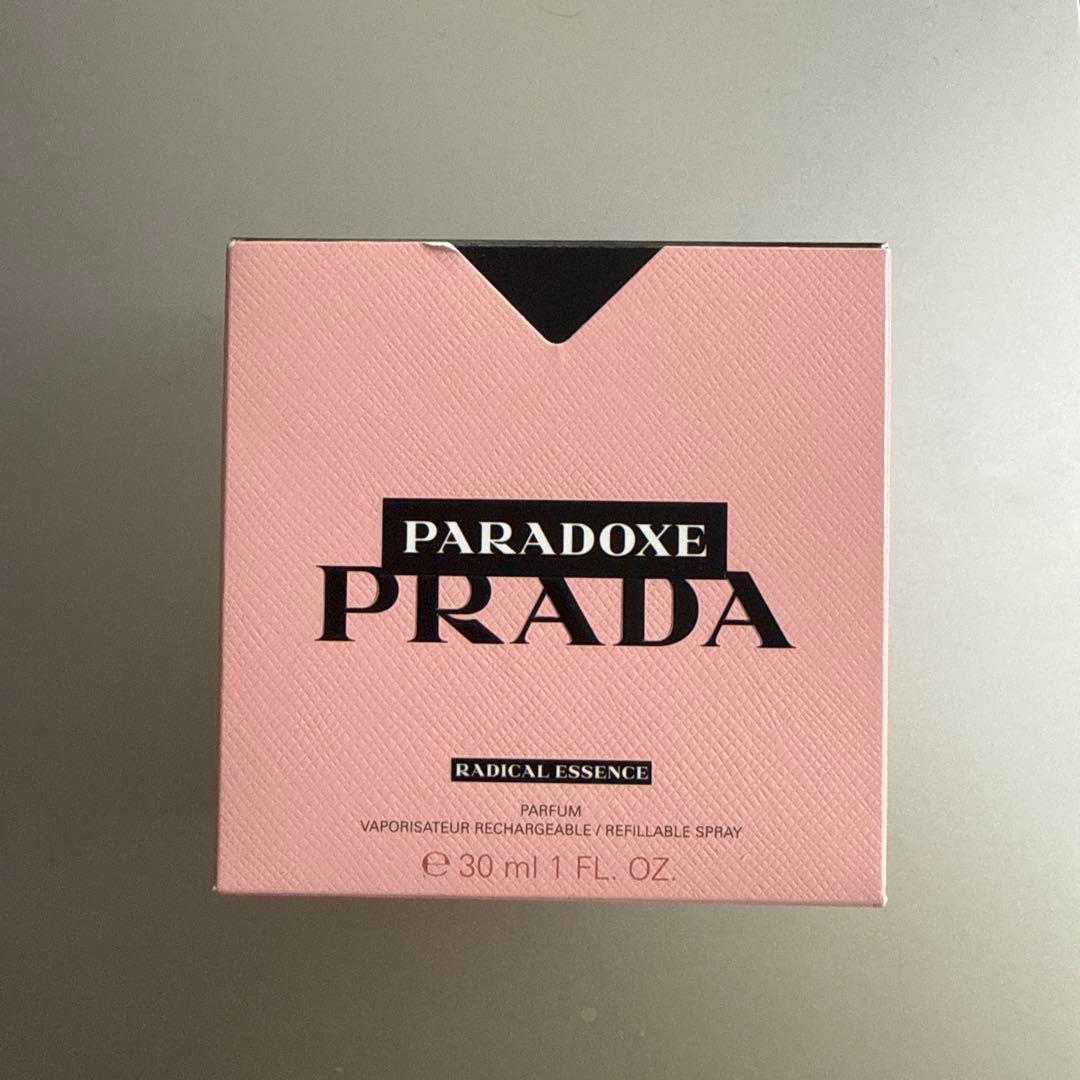 PARADOXE
PRADA
RADICAL ESSENCE
PARFUM
VAPORISATEUR RECHARGEABLE / REFILLABLE SPRAY
℮ 30 ml 1 FL. OZ.